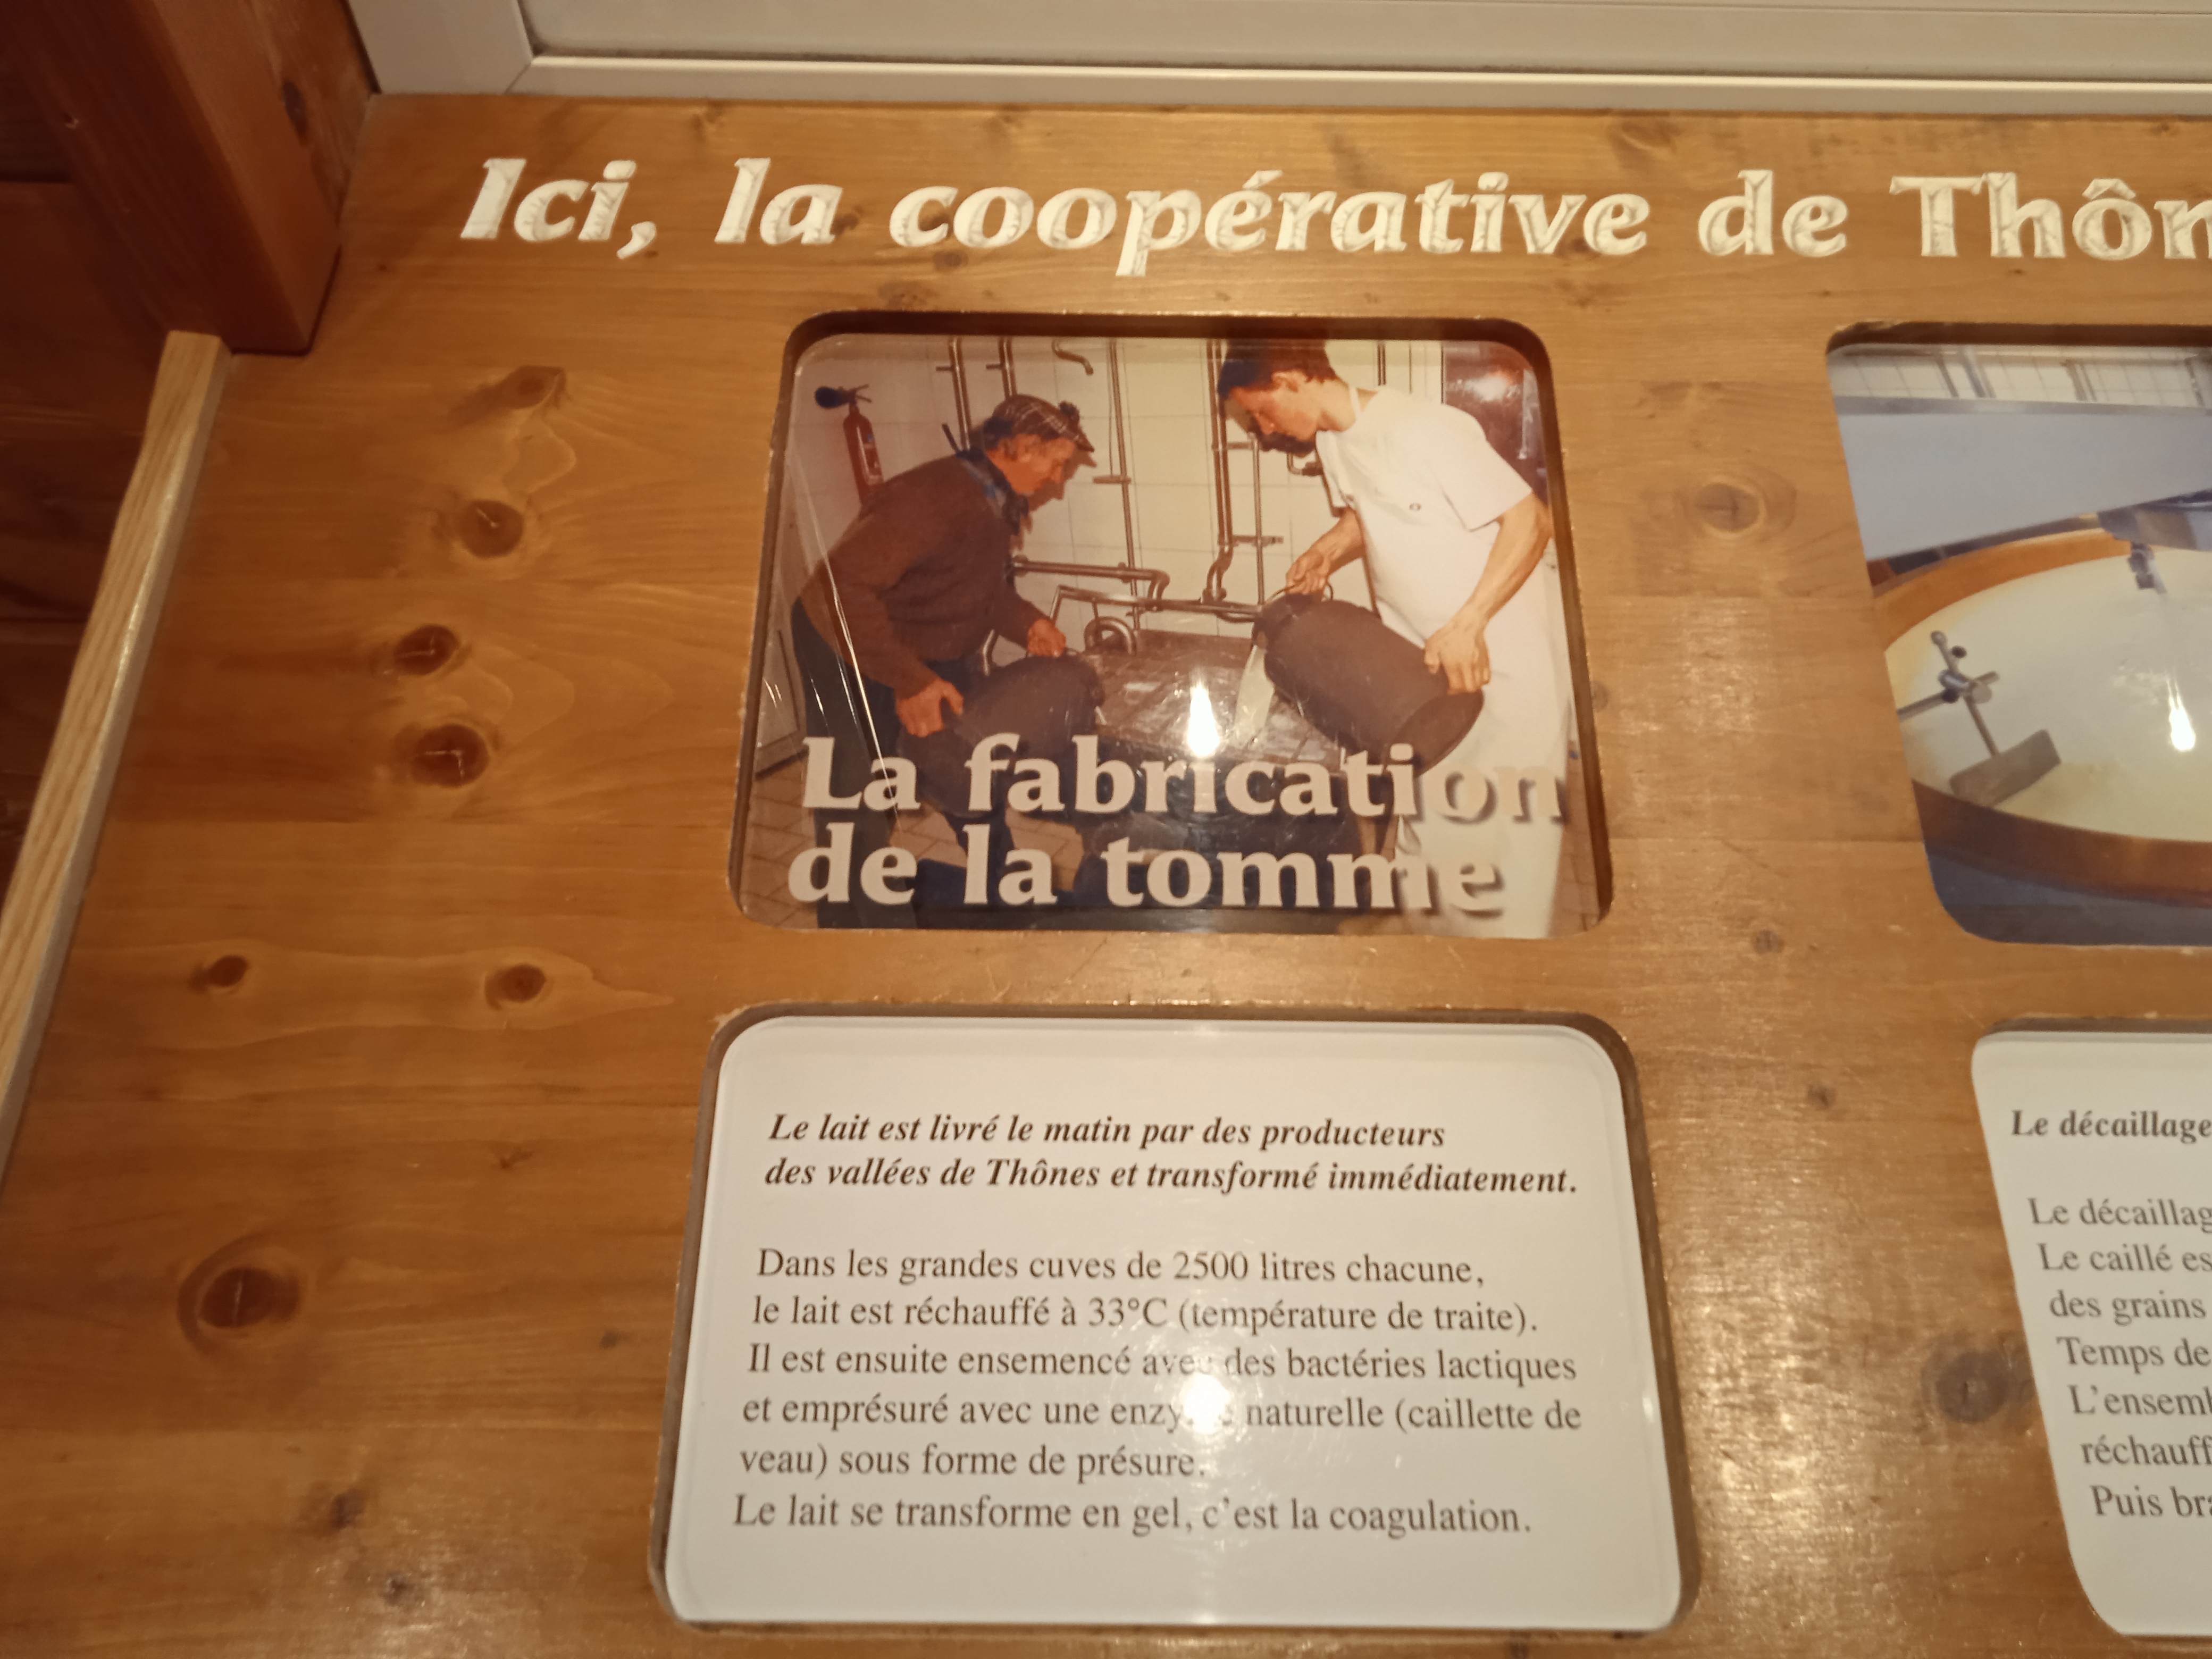 Ici, la coopérative de Thôn
La fabrication
de la tomme
Le lait est livré le matin par des producteurs
des vallées de Thônes et transformé immédiatement.
Dans les grandes cuves de 2500 litres chacune,
le lait est réchauffé à 33°C (température de traite).
Il est ensuite ensemencé avec des bactéries lactiques
et emprésuré avec une enzyme naturelle (caillette de
veau) sous forme de présure.
Le lait se transforme en gel, c'est la coagulation.
Le décaillage
Le décaillag
Le caillé es
des grains
Temps de
L'ensemb
réchauff
Puis bra